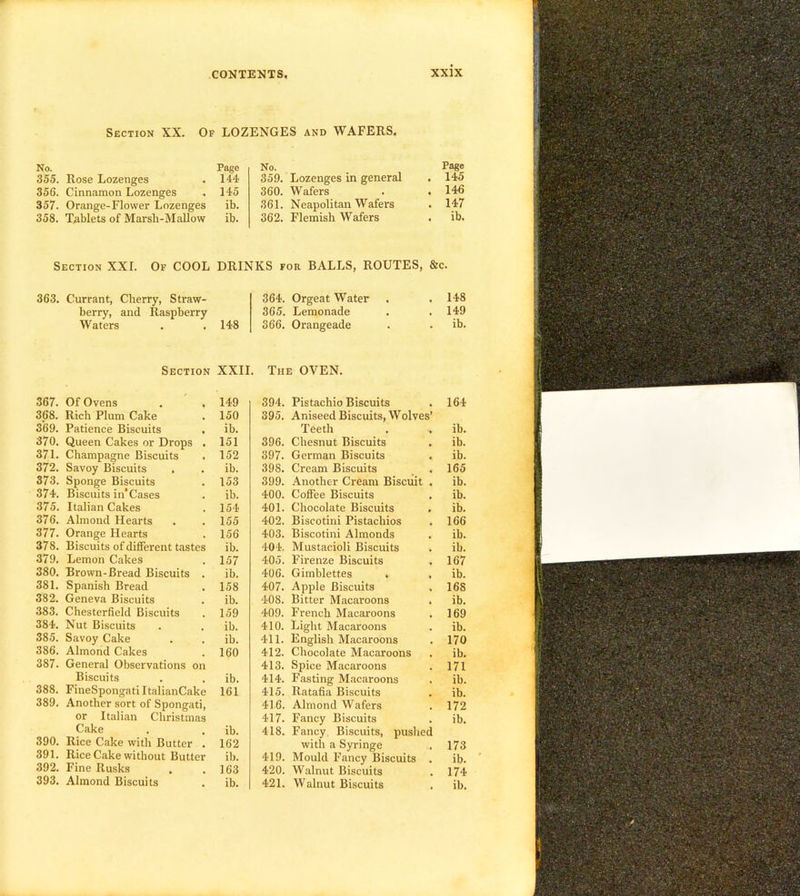 CONTENTS. xxix
Section XX. Of LOZENGES and WAFERS.
No. Page
355. Rose Lozenges . 144
356. Cinnamon Lozenges . 145
357. Orange-Flower Lozenges ib.
358. Tablets of Marsh-Mallow ib.
No. Page
359. Lozenges in general . 145
360. Wafers . . 146
361. Neapolitan Wafers . 147
362. Flemish Wafers . ib.
Section XXI. Of COOL DRINKS for BALLS, ROUTES, &c.
363. Currant, Cherry, Straw-
berry, and Raspberry
Waters . . 148
364. Orgeat Water . . 148
365. Lemonade . . 149
366. Orangeade . . ib.
Section XXII. The OVEN.
367. Of Ovens . . 149
368. Rich Plum Cake . 150
369. Patience Biscuits . ib.
370. Queen Cakes or Drops . 151
371. Champagne Biscuits . 152
372. Savoy Biscuits . . ib.
373. Sponge Biscuits . 153
374. Biscuits in Cases . ib.
375. Italian Cakes . 154
376. Almond Hearts . . 155
377. Orange Hearts . 156
378. Biscuits of different tastes ib.
379. Lemon Cakes . 157
380. Brown-Bread Biscuits . ib.
381. Spanish Bread . 158
382. Geneva Biscuits . ib.
383. Chesterfield Biscuits . 159
384. Nut Biscuits . . ib.
385. Savoy Cake . . ib.
386. Almond Cakes . 160
387. General Observations on
Biscuits . . ib.
388. Fine Spongati Italian Cake 161
389. Another sort of Spongati,
or Italian Christmas
Cake . . ib.
390. Rice Cake with Butter . 162
391. Rice Cake without Butter ib.
392. Fine Rusks . . 163
393. Almond Biscuits . ib.
394. Pistachio Biscuits . 164
395. Aniseed Biscuits, Wolves'
Teeth . . ib.
396. Chesnut Biscuits . ib.
397. German Biscuits . ib.
398. Cream Biscuits . 165
399. Another Cream Biscuit . ib.
400. Coffee Biscuits . ib.
401. Chocolate Biscuits . ib.
402. Biscotini Pistachios . 166
403. Biscotini Almonds . ib.
404. Mustacioli Biscuits . ib.
405. Firenze Biscuits . 167
406. Gimblettes . . ib.
407. Apple Biscuits . 168
408. Bitter Macaroons . ib.
409. French Macaroons . 169
410. Light Macaroons . ib.
411. English Macaroons . 170
412. Chocolate Macaroons . ib.
413. Spice Macaroons . 171
414. Fasting Macaroons . ib.
415. Ratafia Biscuits . ib.
416. Almond Wafers . 172
417. Fancy Biscuits . ib.
418. Fancy Biscuits, pushed
with a Syringe . 173
419. Mould Fancy Biscuits . ib.
420. Walnut Biscuits . 174
421. Walnut Biscuits . ib.